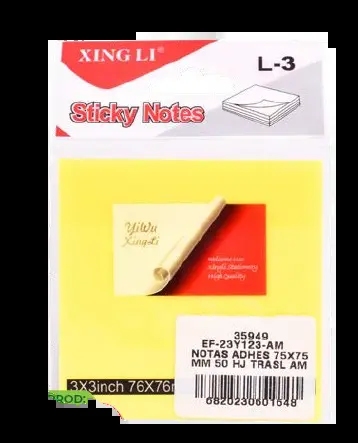 XING LI®
L-3
Sticky Notes
YiWu
XingLi
35949
EF-23Y123-AM
NOTAS ADHES 75X75
MM 50 HJ TRASL AM
3X3inch 76X76
PROD: